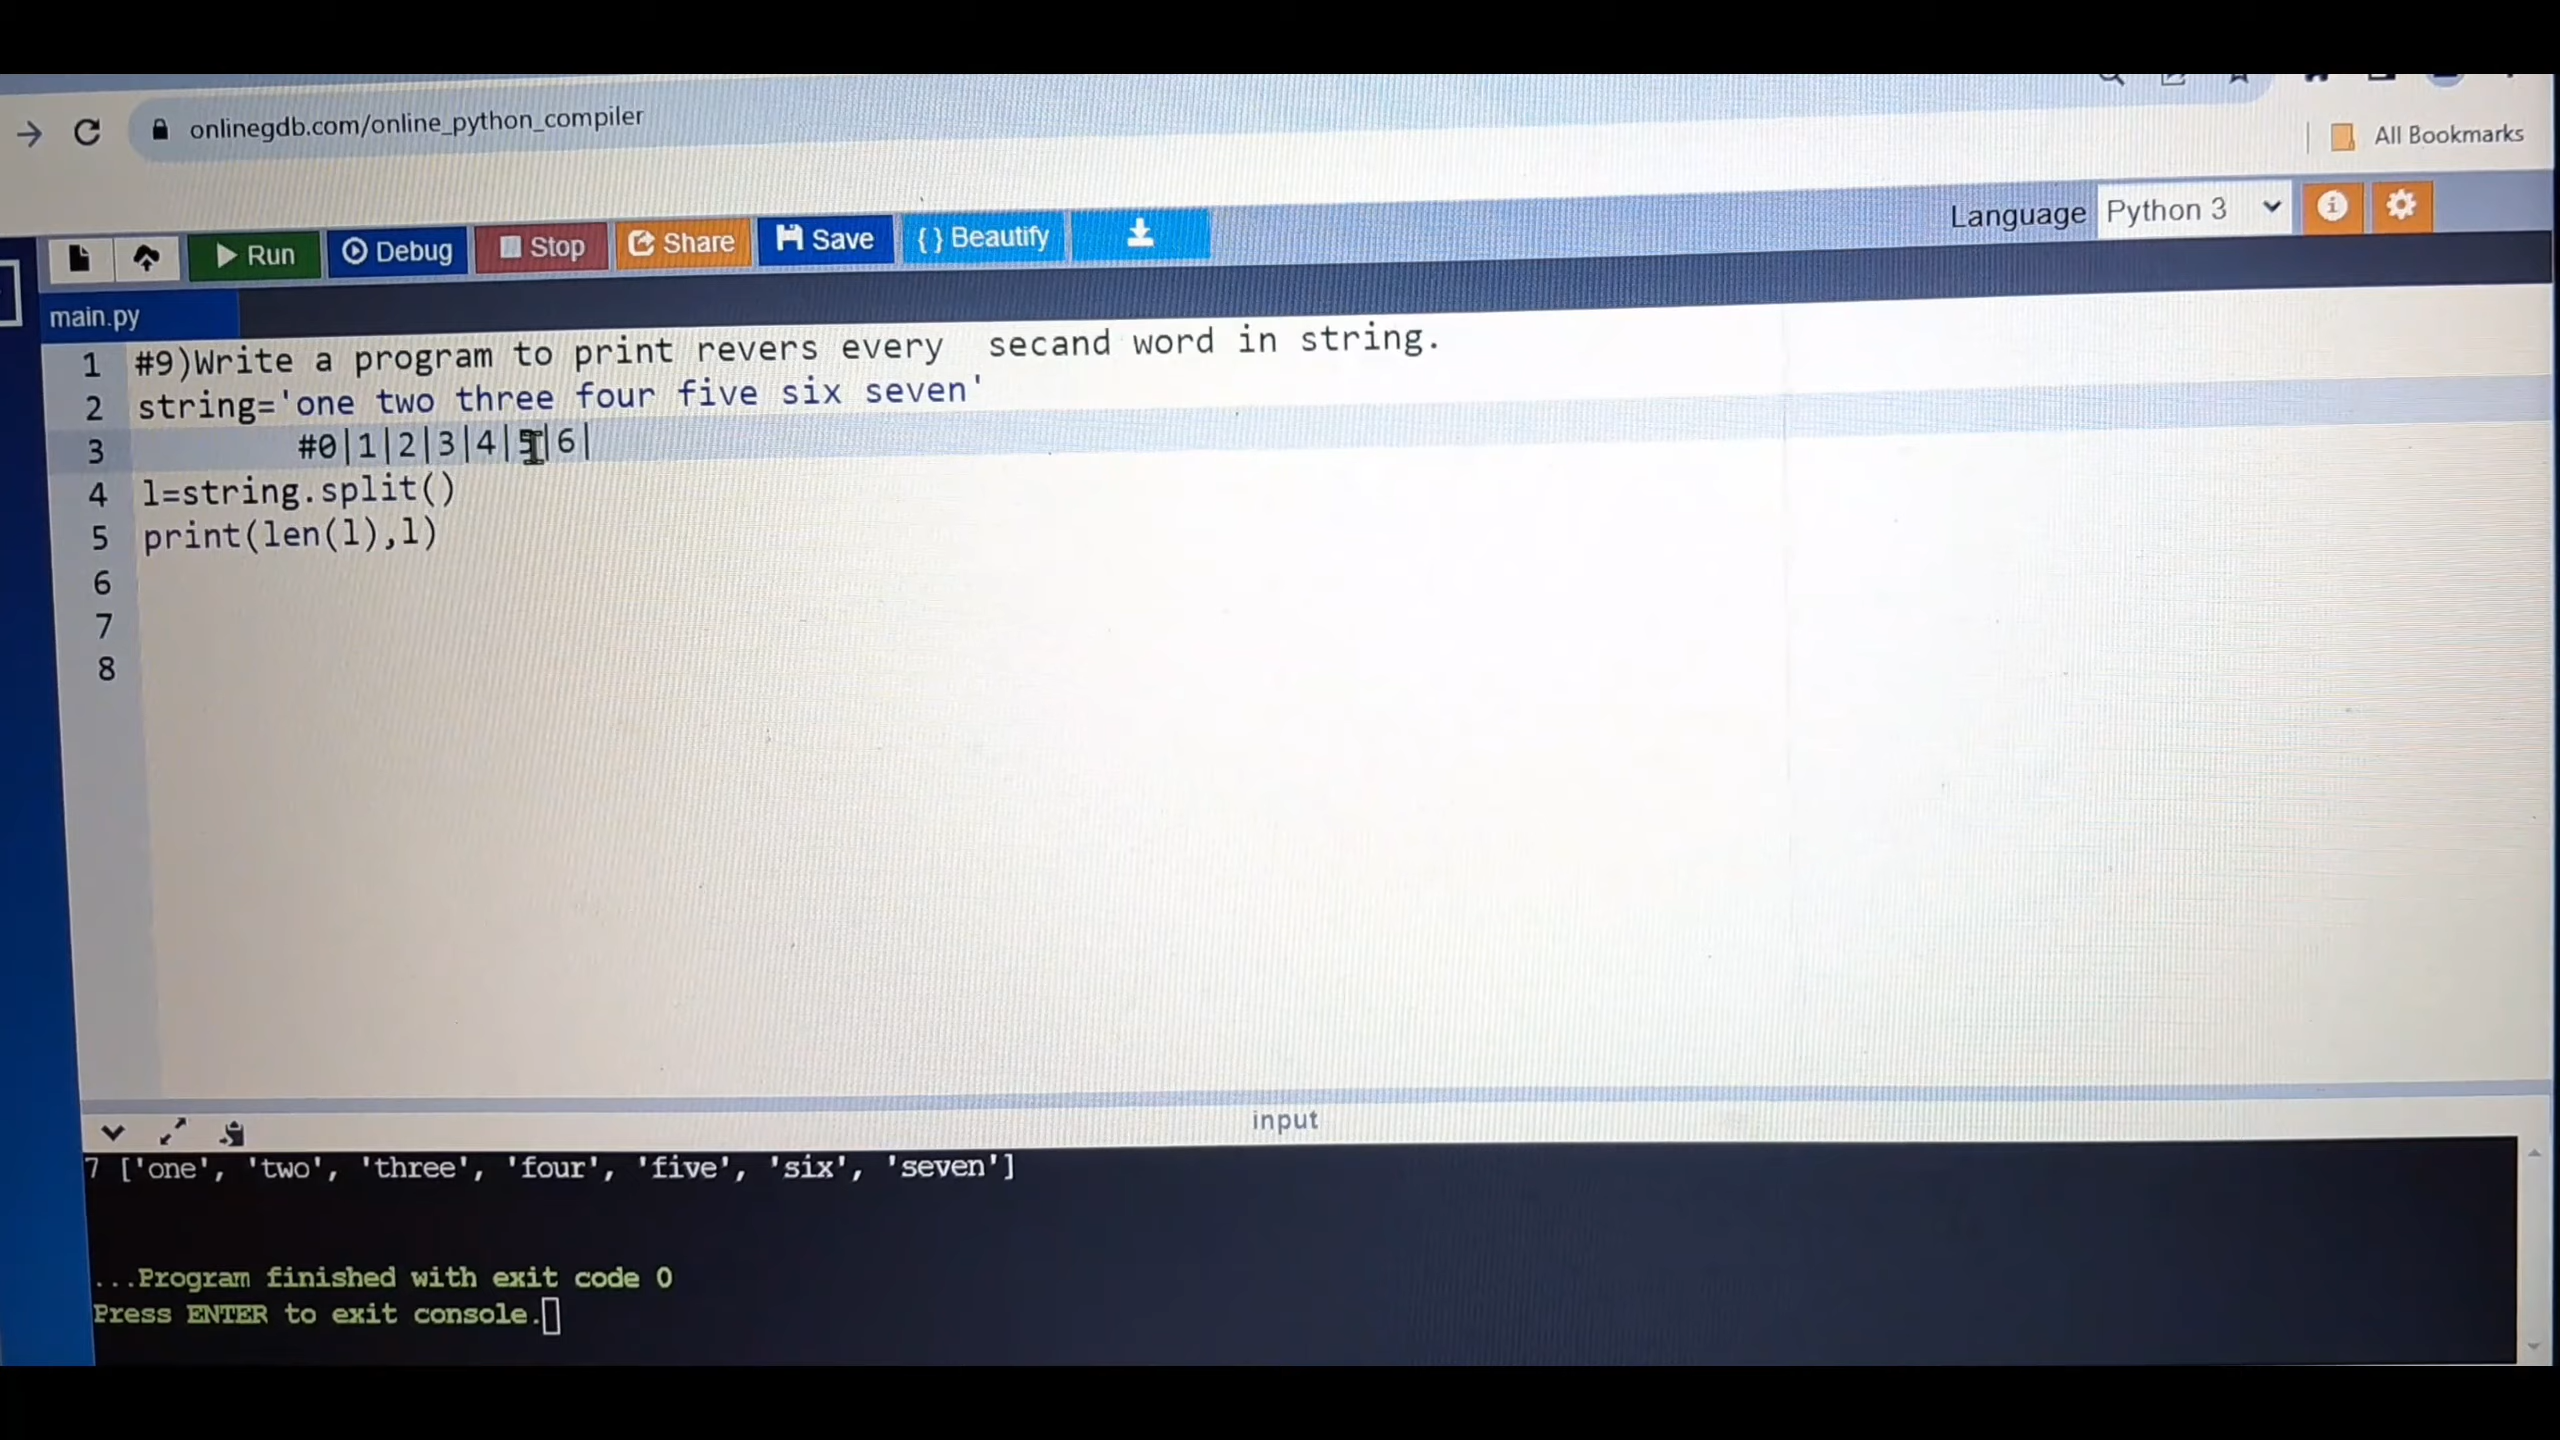 onlinegdb.com/online_python_compiler
All Bookmarks
Run Debug Stop Share Save {} Beautify
Language Python 3
main.py
1 #9)Write a program to print revers every  secand word in string.
2 string='one two three four five six seven'
3 #0|1|2|3|4|5|6|
4 l=string.split()
5 print(len(l),l)
6
7
8
input
7 ['one', 'two', 'three', 'four', 'five', 'six', 'seven']
...Program finished with exit code 0
Press ENTER to exit console.